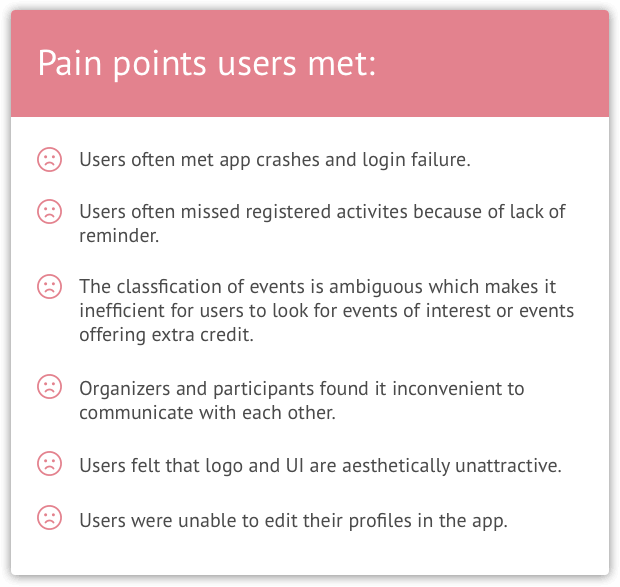 Pain points users met:
Users often met app crashes and login failure.
Users often missed registered activites because of lack of
reminder.
The classfication of events is ambiguous which makes it
inefficient for users to look for events of interest or events
offering extra credit.
Organizers and participants found it inconvenient to
communicate with each other.
Users felt that logo and UI are aesthetically unattractive.
Users were unable to edit their profiles in the app.